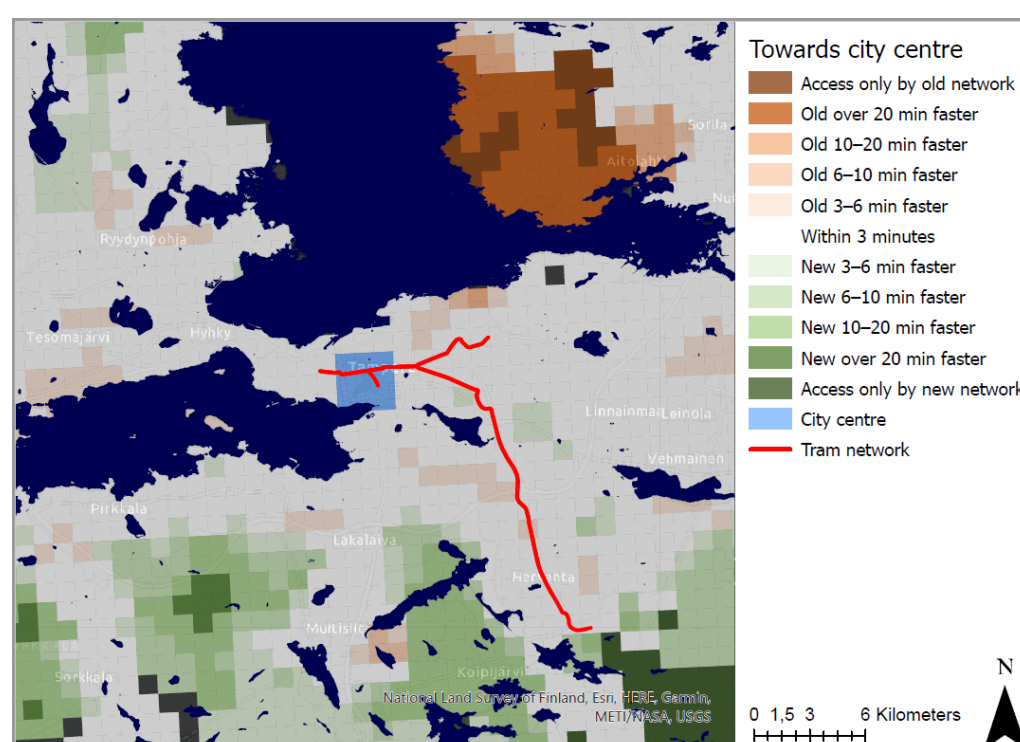 Sorila
Aitolahti
Ryydynpohja
Tesomajärvi
Hyhky
Linnainmaa
Leinola
Vehmainen
Pirkkala
Lakalaiva
Hervanta
Sorkkala
Koipijärvi
National Land Survey of Finland, Esri, HERE, Garmin,
METI/NASA, USGS
Towards city centre
Access only by old network
Old over 20 min faster
Old 10–20 min faster
Old 6–10 min faster
Old 3–6 min faster
Within 3 minutes
New 3–6 min faster
New 6–10 min faster
New 10–20 min faster
New over 20 min faster
Access only by new network
City centre
Tram network
N
0 1,5 3 6 Kilometers